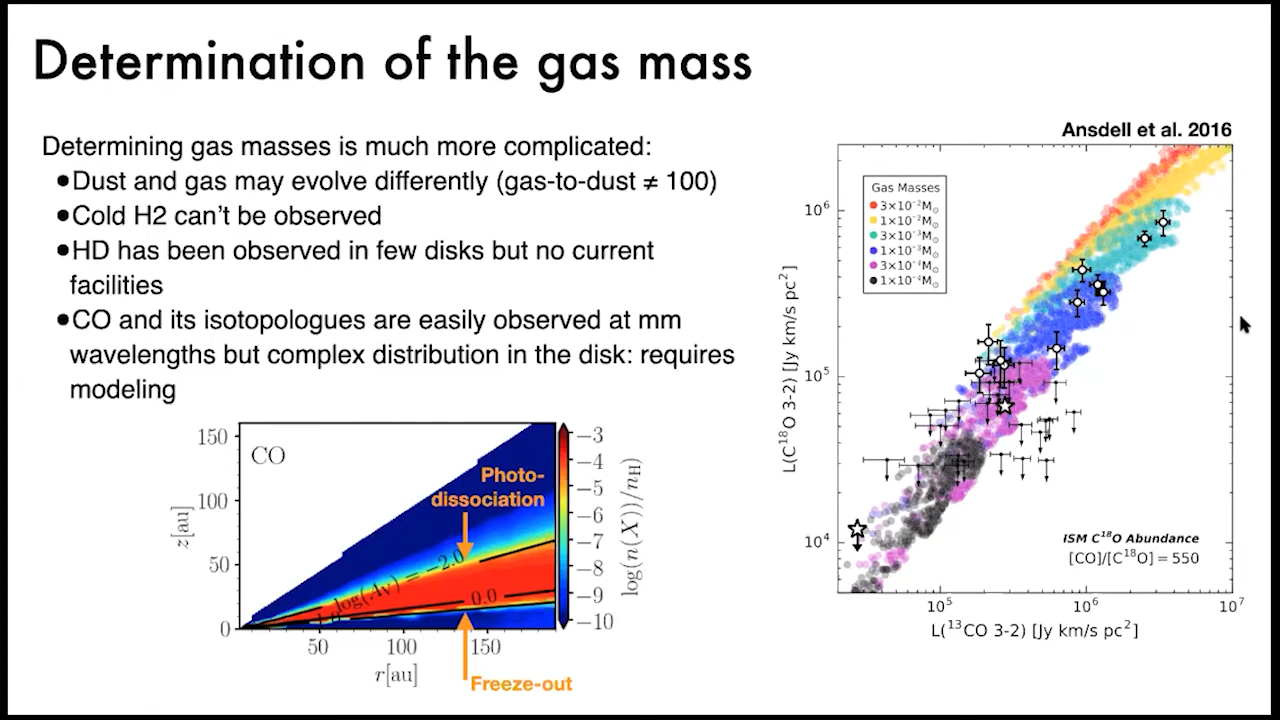 Determination of the gas mass
Determining gas masses is much more complicated:
●Dust and gas may evolve differently (gas-to-dust ≠ 100)
●Cold H2 can’t be observed
●HD has been observed in few disks but no current
facilities
●CO and its isotopologues are easily observed at mm
wavelengths but complex distribution in the disk: requires
modeling
CO
Photo-
dissociation
log(Av) = −2.0
0.0
Freeze-out
150
100
50
0
z[au]
50
100
150
r[au]
−3
−4
−5
−6
−7
−8
−9
−10
log(n(X))/n_H)
Ansdell et al. 2016
Gas Masses
3×10⁻²M☉
1×10⁻²M☉
3×10⁻³M☉
1×10⁻³M☉
3×10⁻⁴M☉
1×10⁻⁴M☉
10⁶
10⁵
10⁴
L(C¹⁸O 3-2) [Jy km/s pc²]
ISM C¹⁸O Abundance
[CO]/[C¹⁸O] = 550
10⁵
10⁶
10⁷
L(¹³CO 3-2) [Jy km/s pc²]